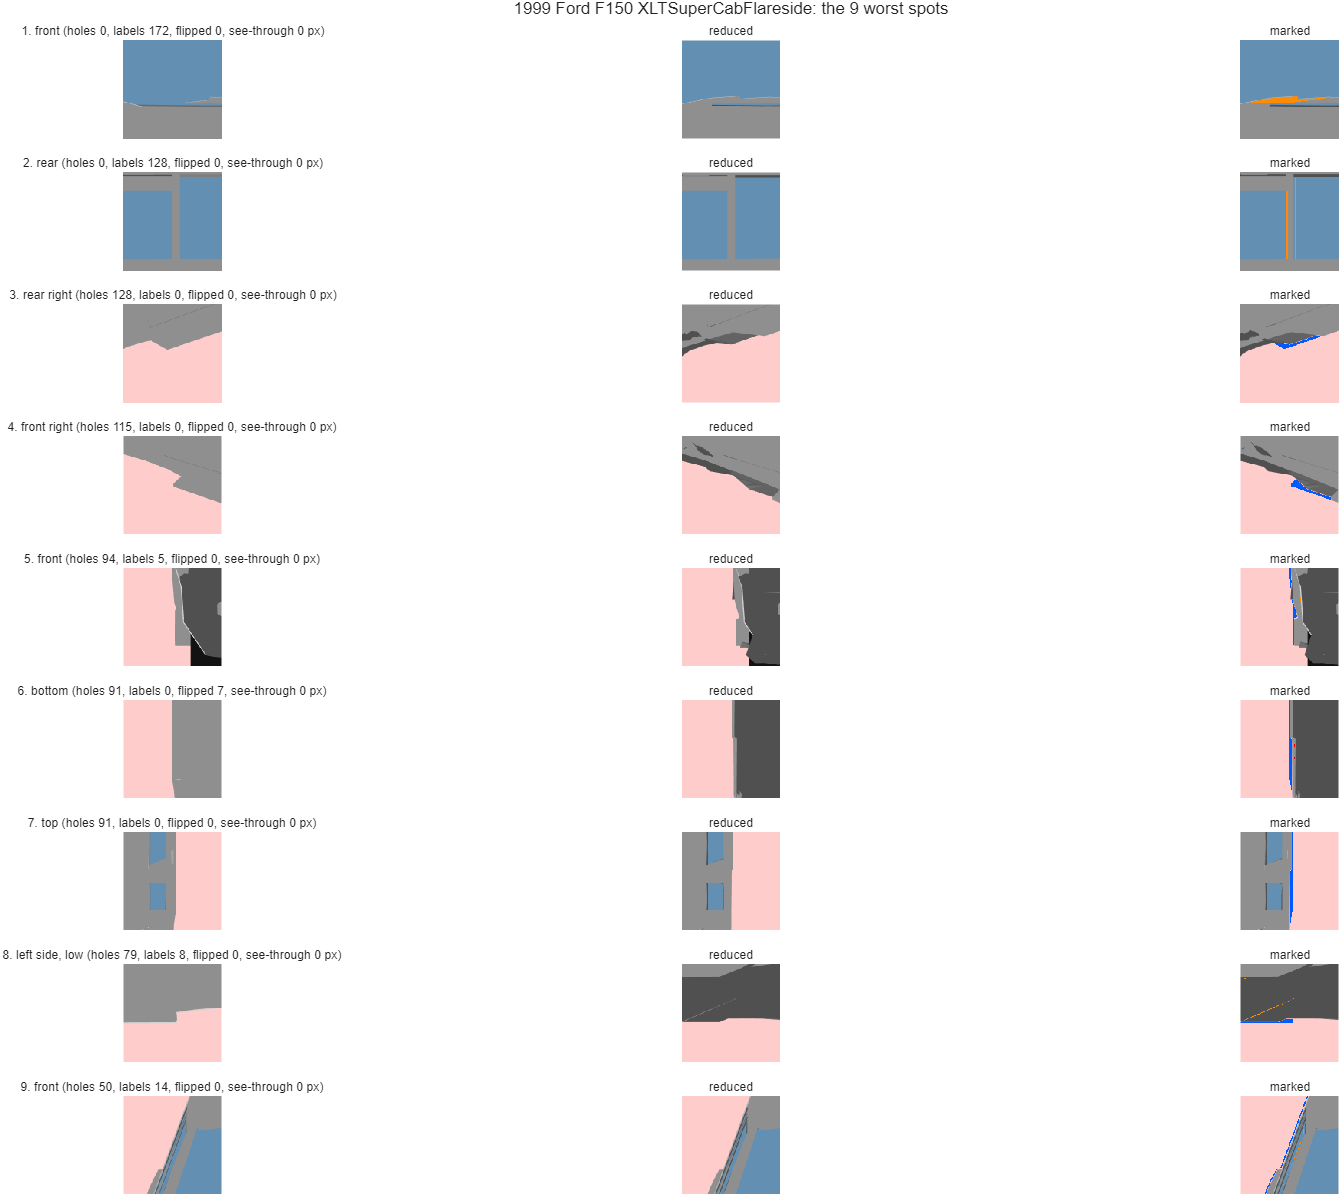 1999 Ford F150 XLTSuperCabFlareside: the 9 worst spots
1. front (holes 0, labels 172, flipped 0, see-through 0 px)
reduced
marked
2. rear (holes 0, labels 128, flipped 0, see-through 0 px)
reduced
marked
3. rear right (holes 128, labels 0, flipped 0, see-through 0 px)
reduced
marked
4. front right (holes 115, labels 0, flipped 0, see-through 0 px)
reduced
marked
5. front (holes 94, labels 5, flipped 0, see-through 0 px)
reduced
marked
6. bottom (holes 91, labels 0, flipped 7, see-through 0 px)
reduced
marked
7. top (holes 91, labels 0, flipped 0, see-through 0 px)
reduced
marked
8. left side, low (holes 79, labels 8, flipped 0, see-through 0 px)
reduced
marked
9. front (holes 50, labels 14, flipped 0, see-through 0 px)
reduced
marked